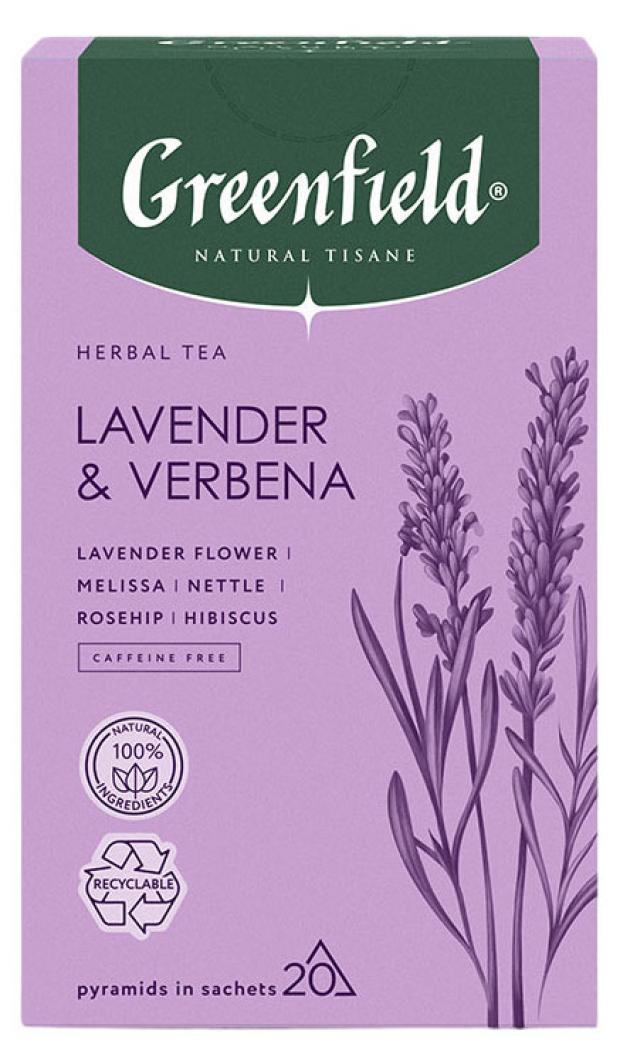 Greenfield
Greenfield®
NATURAL TISANE
HERBAL TEA
LAVENDER
& VERBENA
LAVENDER FLOWER |
MELISSA | NETTLE |
ROSEHIP | HIBISCUS
CAFFEINE FREE
NATURAL
100%
INGREDIENTS
RECYCLABLE
pyramids in sachets 20